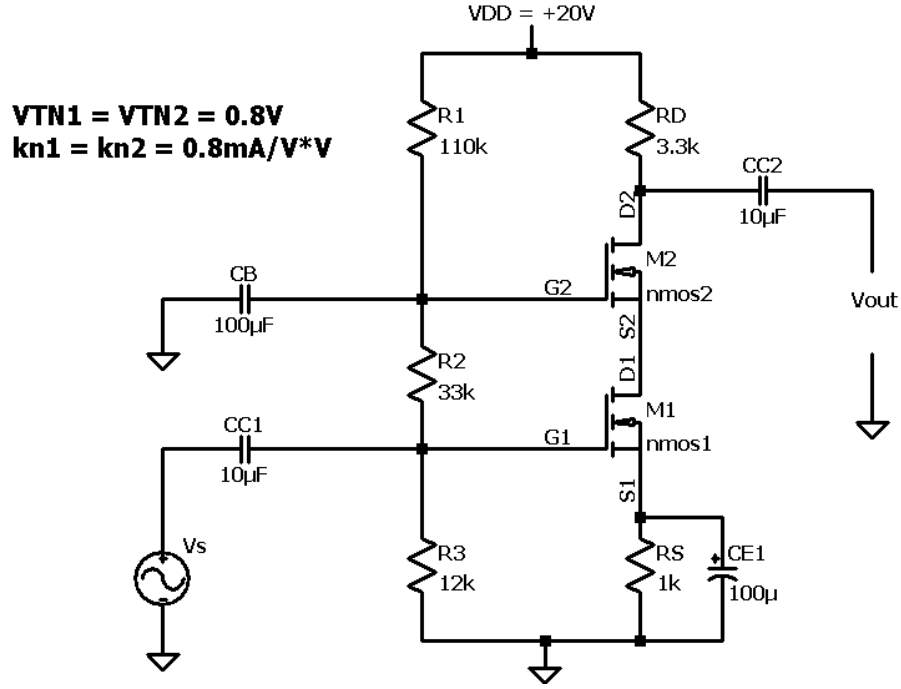 VDD = +20V
VTN1 = VTN2 = 0.8V
kn1 = kn2 = 0.8mA/V*V
R1
110k
RD
3.3k
CC2
10µF
D2
CB
100µF
G2
M2
nmos2
Vout
S2
R2
33k
D1
CC1
10µF
G1
M1
nmos1
S1
Vs
R3
12k
RS
1k
CE1
100µ